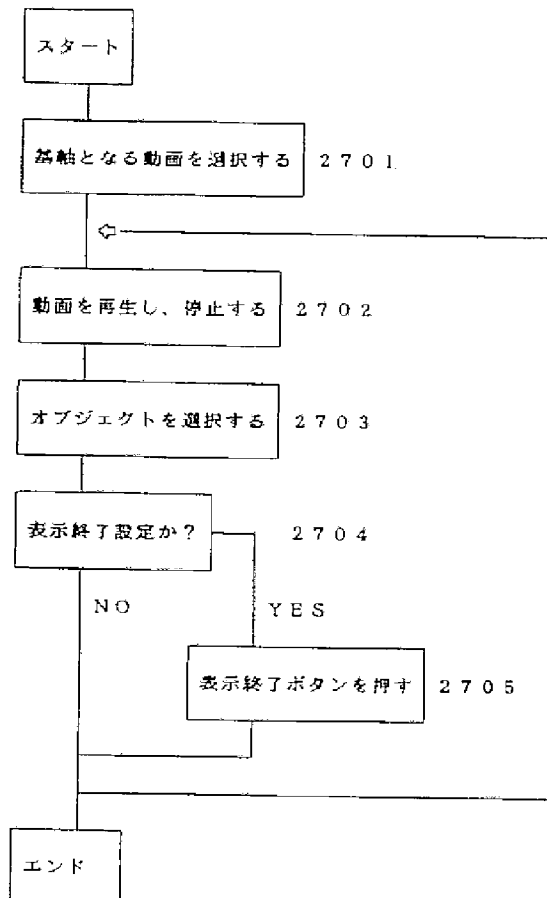 スタート
基軸となる動画を選択する 2701
動画を再生し、停止する 2702
オブジェクトを選択する 2703
表示終了設定か? 2704
NO YES
表示終了ボタンを押す 2705
エンド